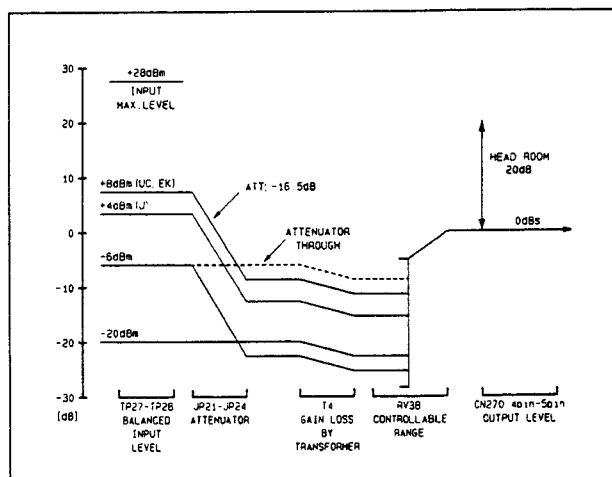 30
+28dBm
INPUT
MAX. LEVEL
20
HEAD ROOM
20dB
10
+8dBm (UC, EK)
ATT: -16.5dB
+4dBm (J)
0
0dBs
ATTENUATOR
THROUGH
-6dBm
-10
-20dBm
-20
-30
[dB]
TP27-TP28
BALANCED
INPUT
LEVEL
JP21-JP24
ATTENUATOR
T4
GAIN LOSS
BY
TRANSFORMER
RV38
CONTROLLABLE
RANGE
CN270 4pin-5pin
OUTPUT LEVEL